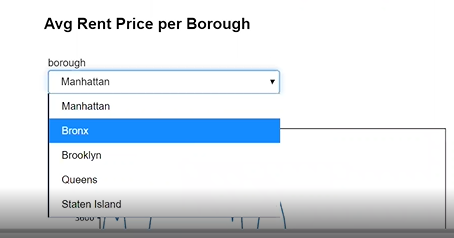 Avg Rent Price per Borough
borough
Manhattan
Manhattan
Bronx
Brooklyn
Queens
Staten Island
3600